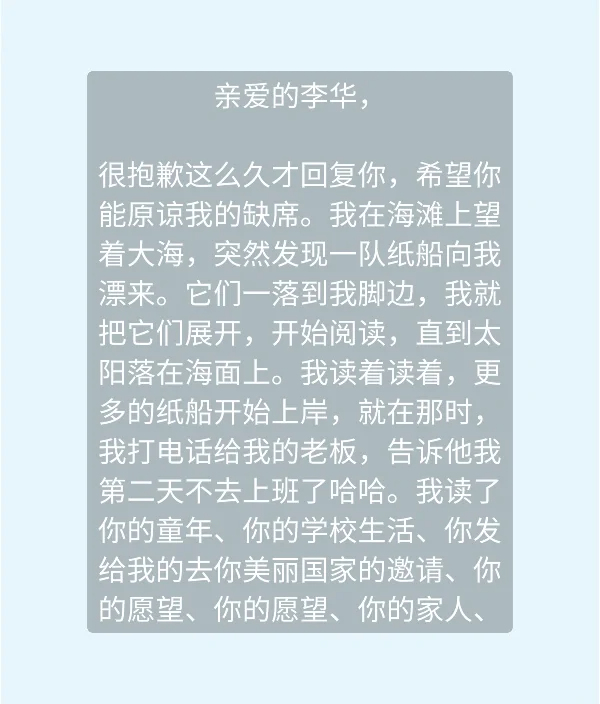 亲爱的李华，
很抱歉这么久才回复你，希望你
能原谅我的缺席。我在海滩上望
着大海，突然发现一队纸船向我
漂来。它们一落到我脚边，我就
把它们展开，开始阅读，直到太
阳落在海面上。我读着读着，更
多的纸船开始上岸，就在那时，
我打电话给我的老板，告诉他我
第二天不去上班了哈哈。我读了
你的童年、你的学校生活、你发
给我的去你美丽国家的邀请、你
的愿望、你的愿望、你的家人、